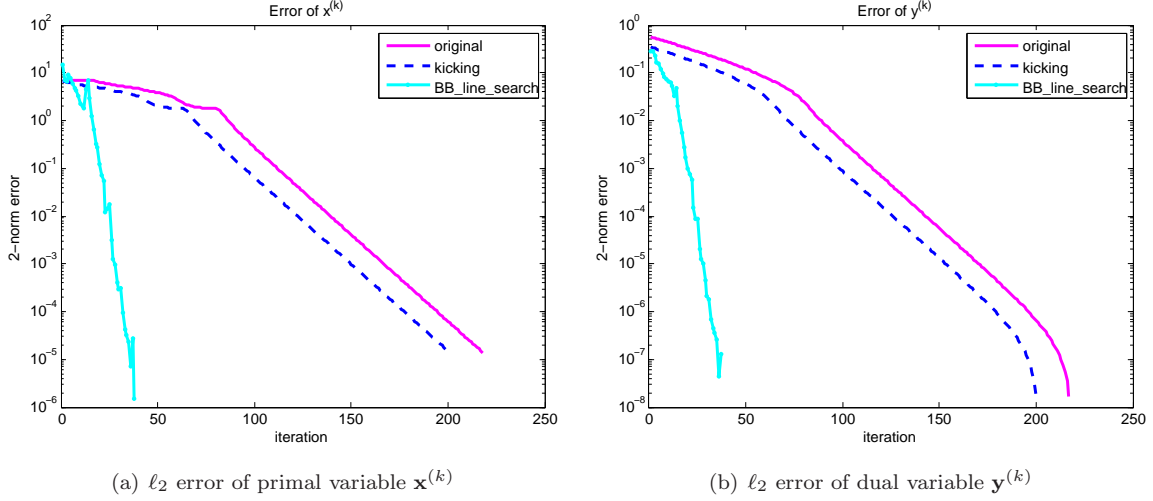 Error of x^(k)
10^2
10^1
10^0
10^−1
10^−2
10^−3
10^−4
10^−5
10^−6
2−norm error
original
kicking
BB_line_search
0 50 100 150 200 250
iteration
(a) ℓ2 error of primal variable x^(k)
Error of y^(k)
10^0
10^−1
10^−2
10^−3
10^−4
10^−5
10^−6
10^−7
10^−8
2−norm error
original
kicking
BB_line_search
0 50 100 150 200 250
iteration
(b) ℓ2 error of dual variable y^(k)